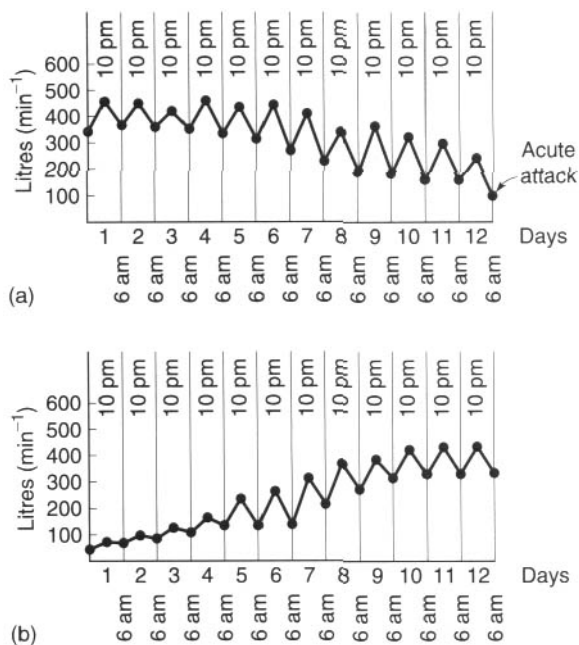 10 pm 10 pm 10 pm 10 pm 10 pm 10 pm 10 pm 10 pm 10 pm 10 pm 10 pm 10 pm
600
500
400
300
200
100
Litres (min⁻¹)
Acute
attack
1 2 3 4 5 6 7 8 9 10 11 12 Days
6 am 6 am 6 am 6 am 6 am 6 am 6 am 6 am 6 am 6 am 6 am 6 am
(a)
10 pm 10 pm 10 pm 10 pm 10 pm 10 pm 10 pm 10 pm 10 pm 10 pm 10 pm 10 pm
600
500
400
300
200
100
Litres (min⁻¹)
1 2 3 4 5 6 7 8 9 10 11 12 Days
6 am 6 am 6 am 6 am 6 am 6 am 6 am 6 am 6 am 6 am 6 am 6 am
(b)